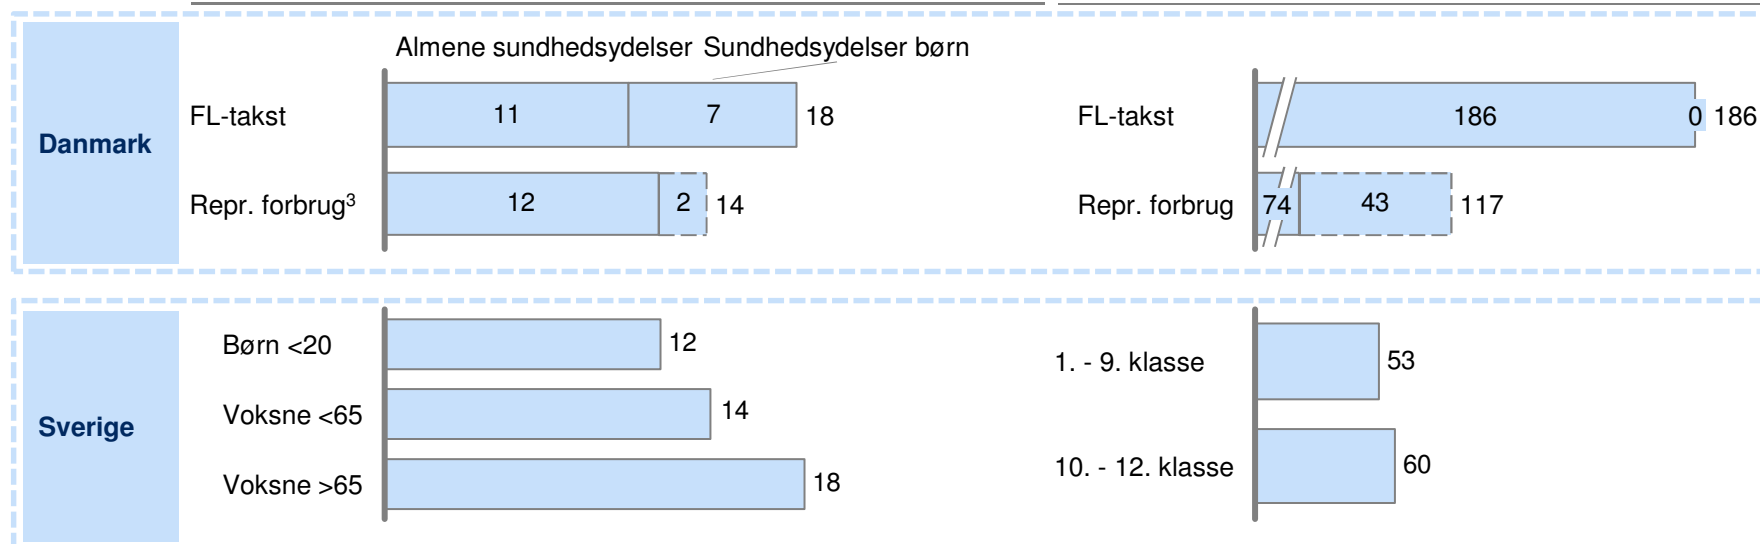 Almene sundhedsydelser Sundhedsydelser børn
Danmark
FL-takst 11 7 18
Repr. forbrug³ 12 2 14
FL-takst 186 0 186
Repr. forbrug 74 43 117
Sverige
Børn <20 12
Voksne <65 14
Voksne >65 18
1. - 9. klasse 53
10. - 12. klasse 60